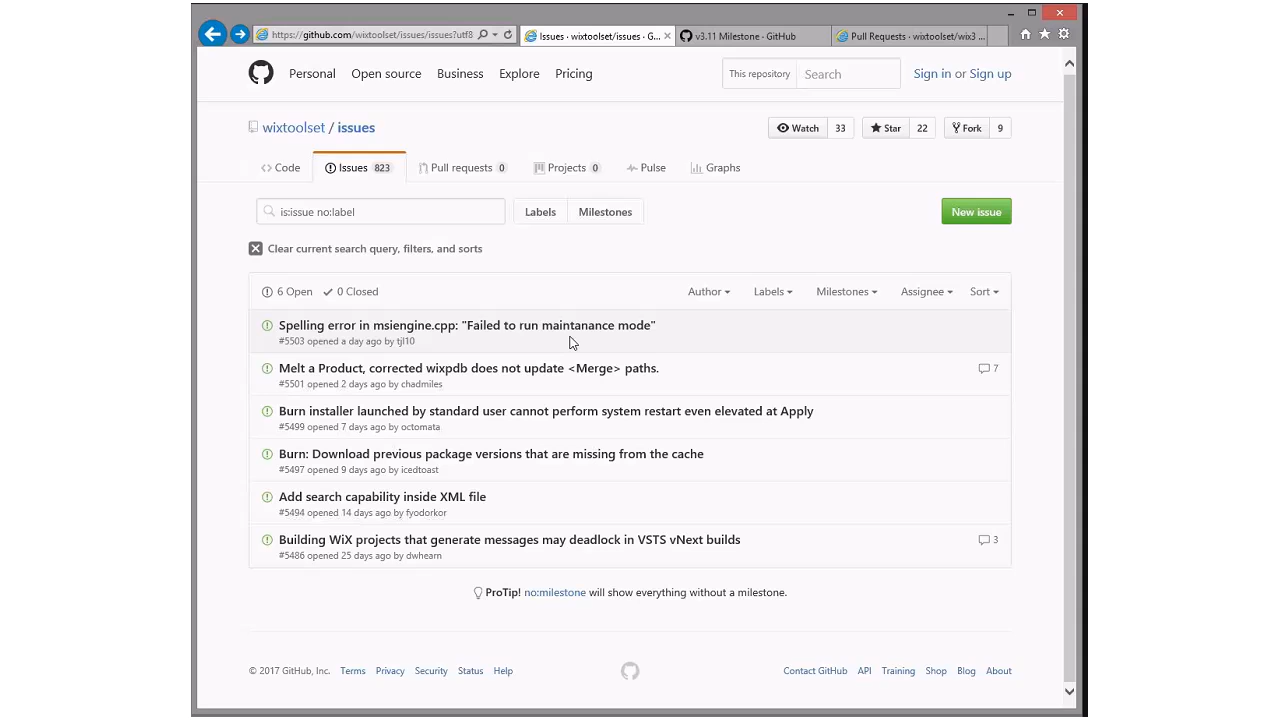 https://github.com/wixtoolset/issues/issues?utf8
Issues · wixtoolset/issues · G...
v3.11 Milestone · GitHub
Pull Requests · wixtoolset/wix3 ...
Personal Open source Business Explore Pricing
This repository Search
Sign in or Sign up
wixtoolset / issues
Watch 33 Star 22 Fork 9
Code Issues 823 Pull requests 0 Projects 0 Pulse Graphs
is:issue no:label
Labels Milestones
New issue
Clear current search query, filters, and sorts
6 Open 0 Closed Author Labels Milestones Assignee Sort
Spelling error in msiengine.cpp: "Failed to run maintanance mode"
#5503 opened a day ago by tjl10
Melt a Product, corrected wixpdb does not update <Merge> paths. 7
#5501 opened 2 days ago by chadmiles
Burn installer launched by standard user cannot perform system restart even elevated at Apply
#5499 opened 7 days ago by octomata
Burn: Download previous package versions that are missing from the cache
#5497 opened 9 days ago by icedtoast
Add search capability inside XML file
#5494 opened 14 days ago by fyodorkor
Building WiX projects that generate messages may deadlock in VSTS vNext builds 3
#5486 opened 25 days ago by dwhearn
ProTip! no:milestone will show everything without a milestone.
© 2017 GitHub, Inc. Terms Privacy Security Status Help Contact GitHub API Training Shop Blog About